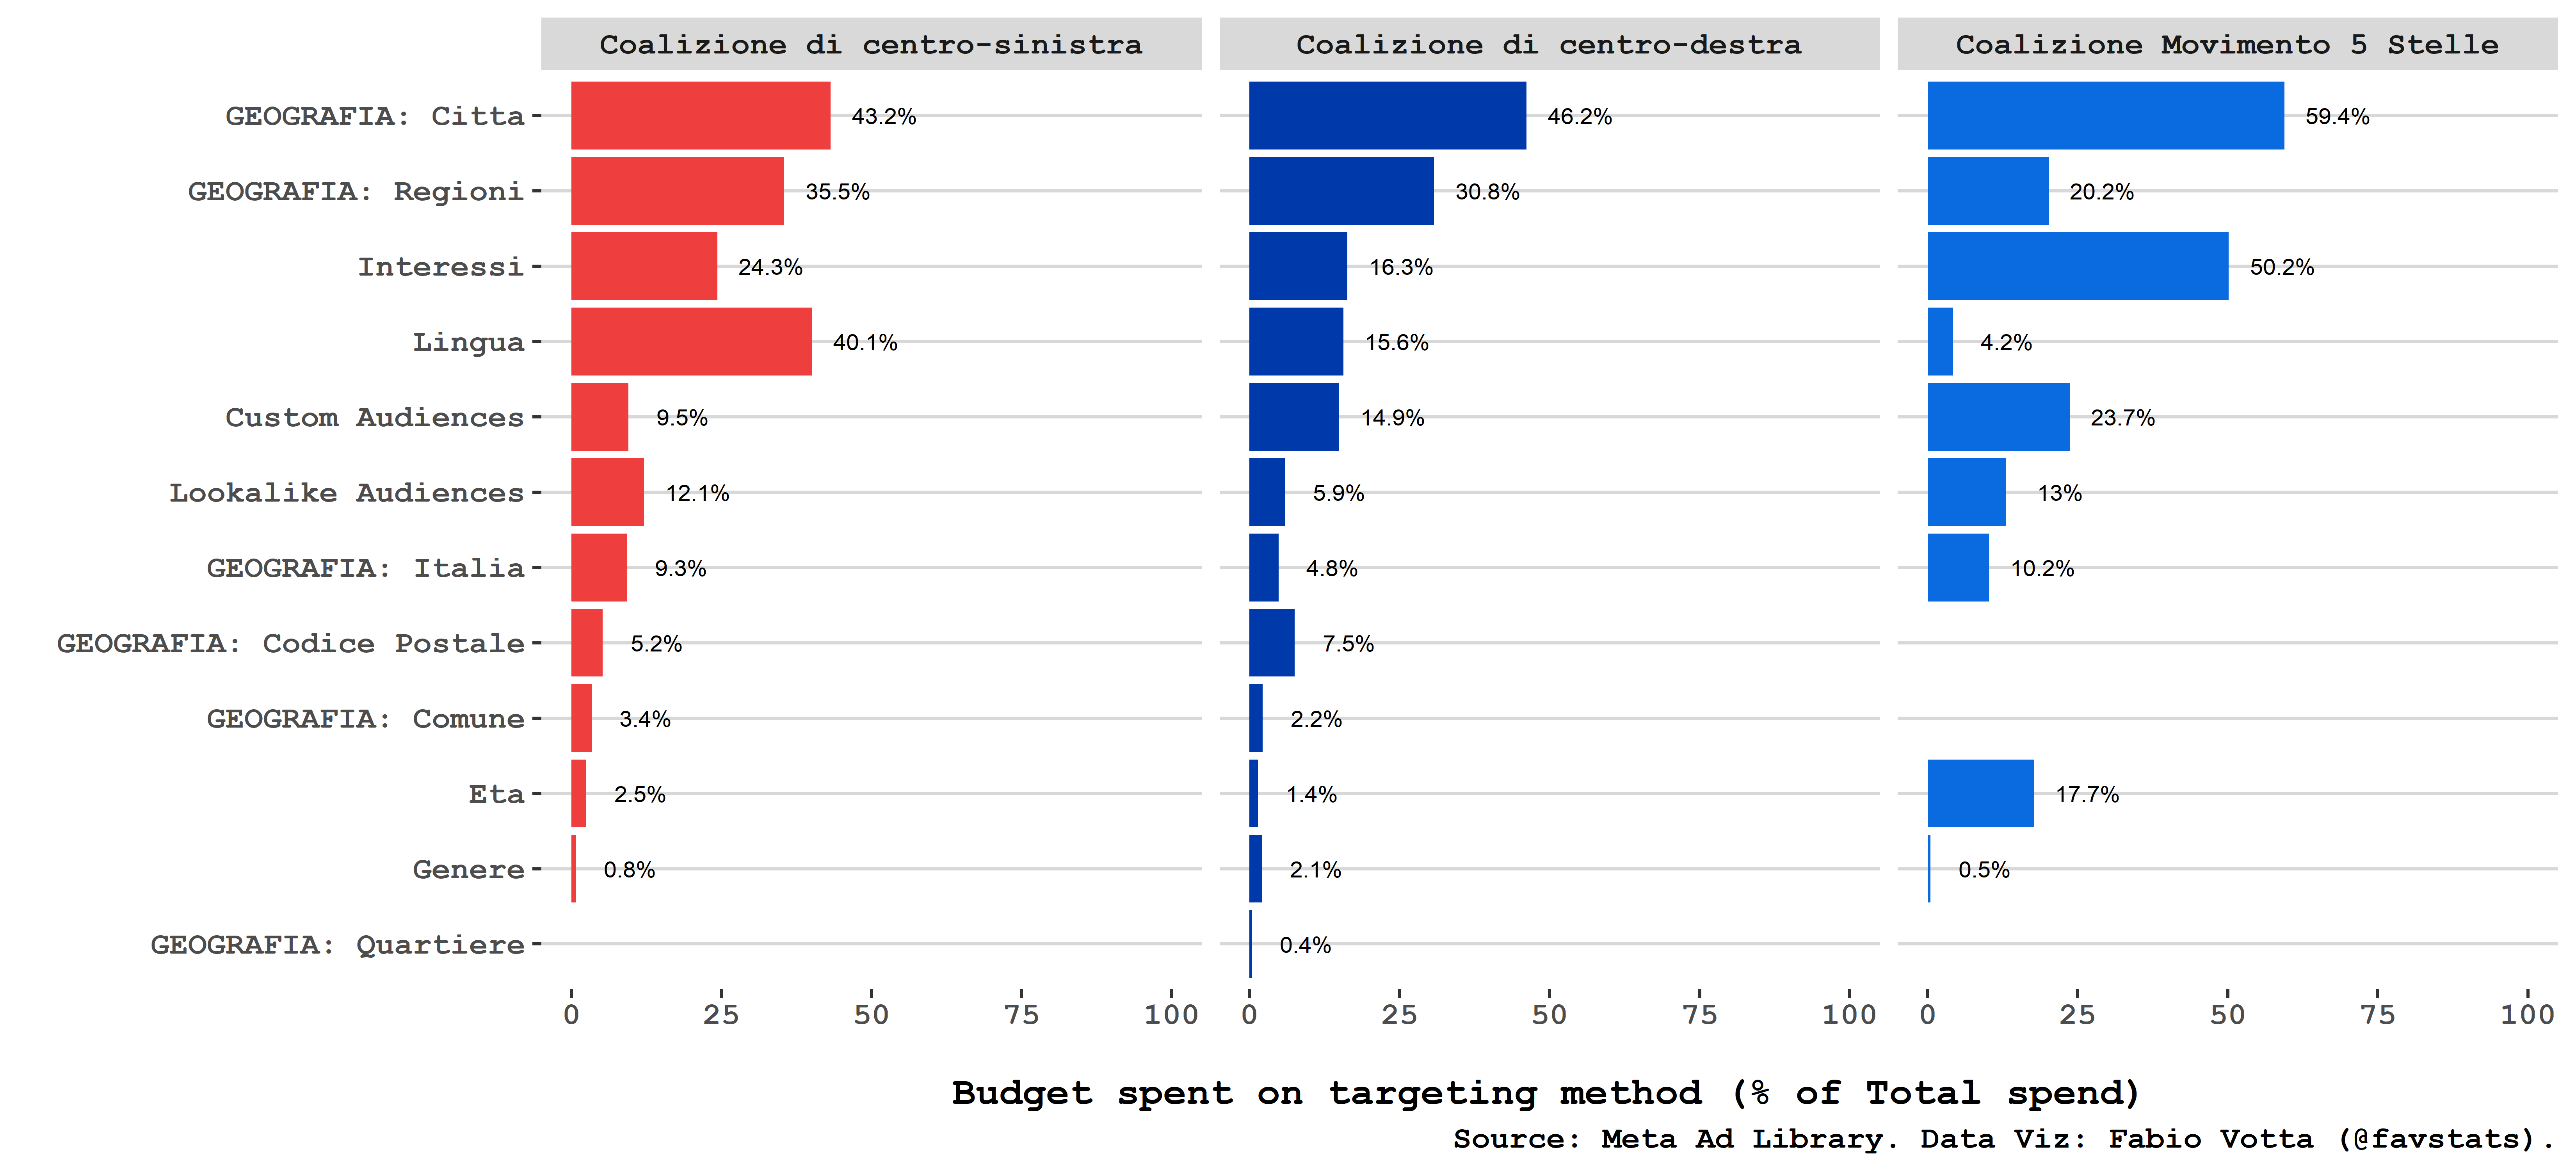 Coalizione di centro-sinistra Coalizione di centro-destra Coalizione Movimento 5 Stelle
GEOGRAFIA: Citta 43.2% 46.2% 59.4%
GEOGRAFIA: Regioni 35.5% 30.8% 20.2%
Interessi 24.3% 16.3% 50.2%
Lingua 40.1% 15.6% 4.2%
Custom Audiences 9.5% 14.9% 23.7%
Lookalike Audiences 12.1% 5.9% 13%
GEOGRAFIA: Italia 9.3% 4.8% 10.2%
GEOGRAFIA: Codice Postale 5.2% 7.5%
GEOGRAFIA: Comune 3.4% 2.2%
Eta 2.5% 1.4% 17.7%
Genere 0.8% 2.1% 0.5%
GEOGRAFIA: Quartiere 0.4%
0 25 50 75 100 0 25 50 75 100 0 25 50 75 100
Budget spent on targeting method (% of Total spend)
Source: Meta Ad Library. Data Viz: Fabio Votta (@favstats).